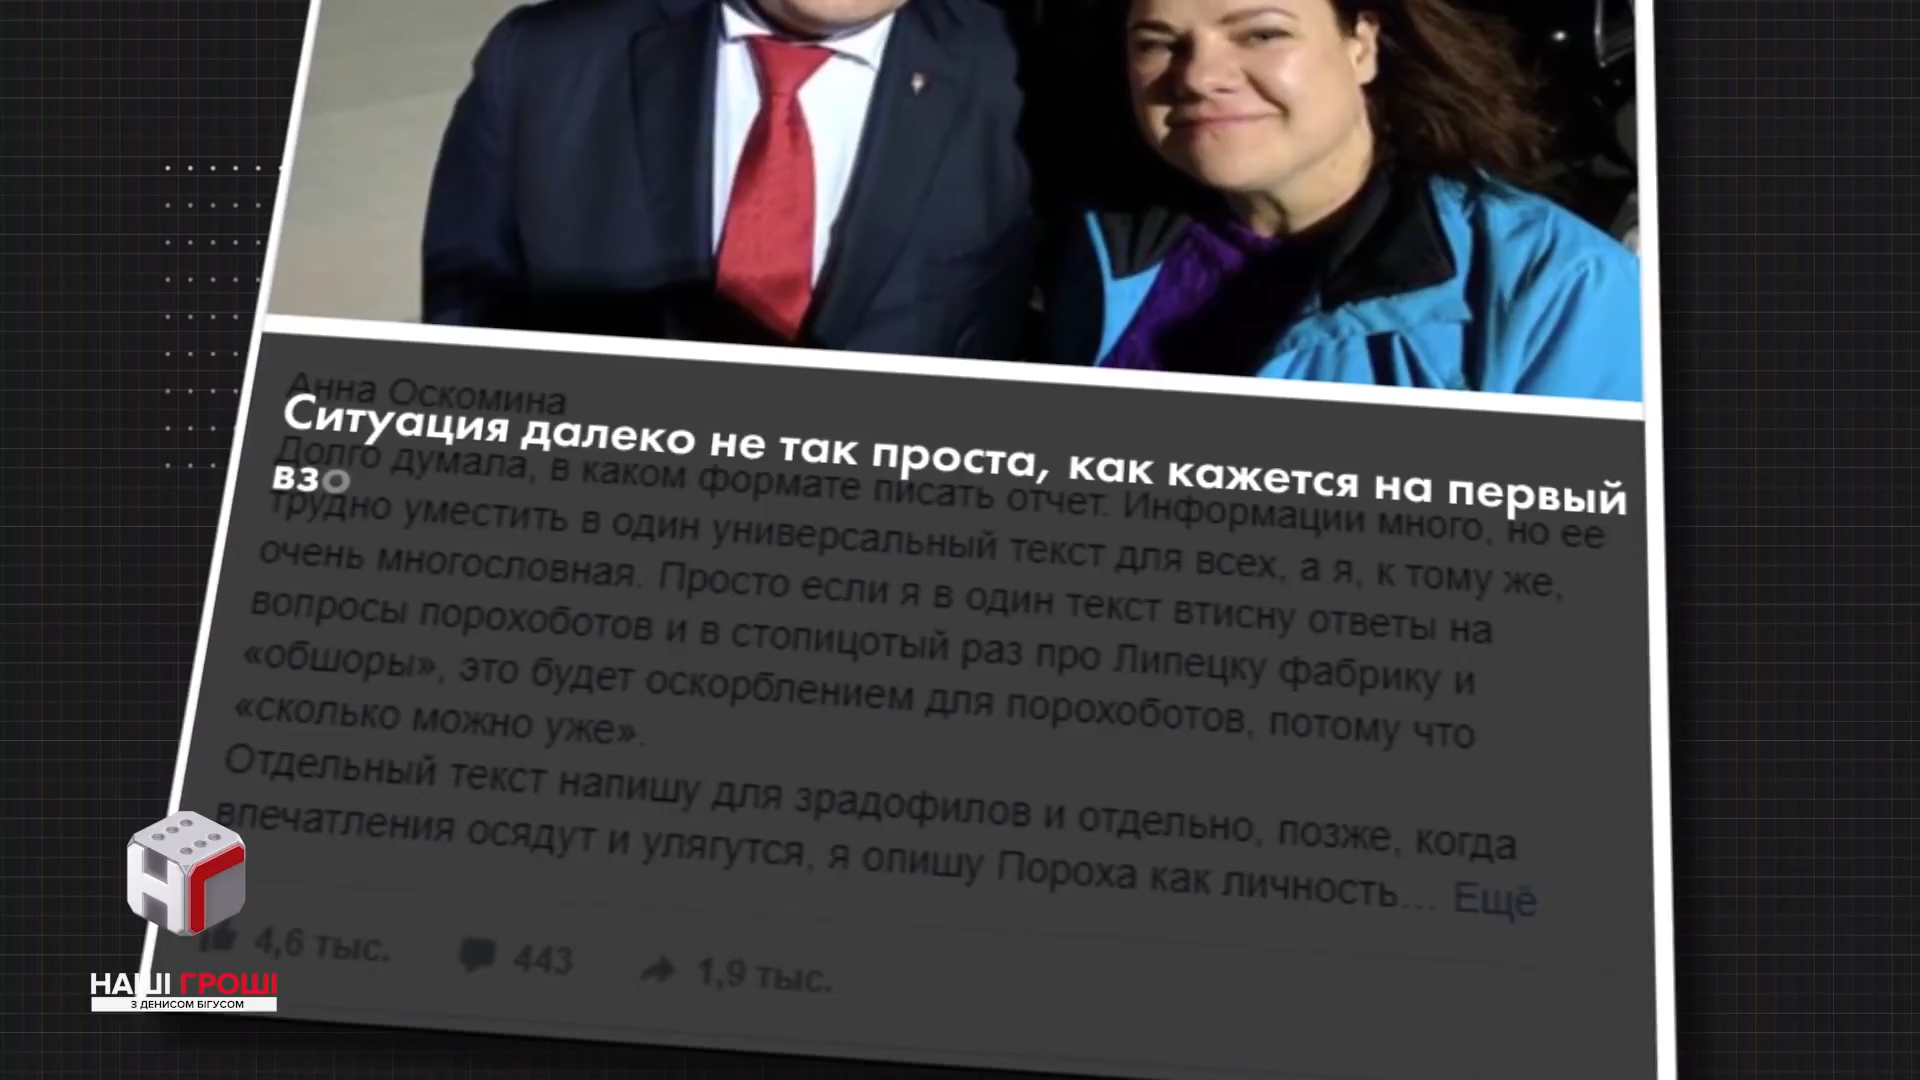 Анна Оскомина
Ситуация далеко не так проста, как кажется на первый
взо
Долго думала, в каком формате писать отчет. Информации много, но ее
трудно уместить в один универсальный текст для всех, а я, к тому же,
очень многословная. Просто если я в один текст втисну ответы на
вопросы порохоботов и в стопицотый раз про Липецку фабрику и
«обшоры», это будет оскорблением для порохоботов, потому что
«сколько можно уже».
Отдельный текст напишу для зрадофилов и отдельно, позже, когда
впечатления осядут и улягутся, я опишу Пороха как личность... Ещё
4,6 тыс. 443 1,9 тыс.
НГ
НАШІ ГРОШІ
З ДЕНИСОМ БІГУСОМ